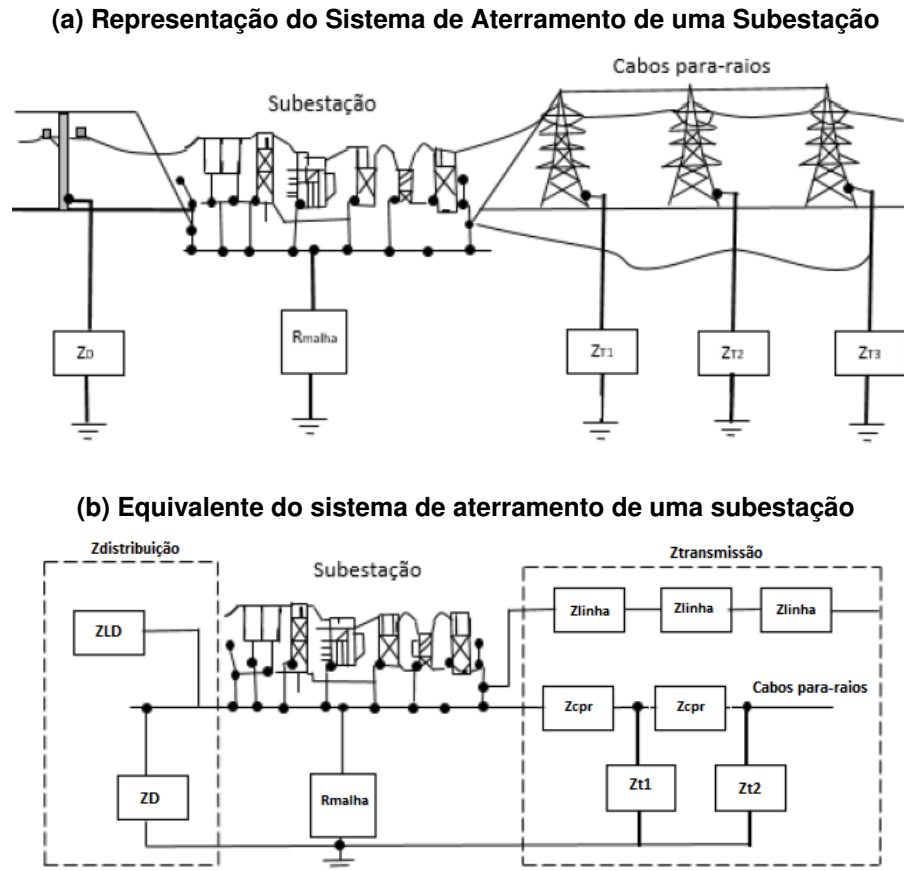 (a) Representação do Sistema de Aterramento de uma Subestação
Cabos para-raios
Subestação
ZD
Rmalha
ZT1
ZT2
ZT3
(b) Equivalente do sistema de aterramento de uma subestação
Zdistribuição
Ztransmissão
Subestação
Zlinha
Zlinha
Zlinha
ZLD
Cabos para-raios
Zcpr
Zcpr
ZD
Rmalha
Zt1
Zt2